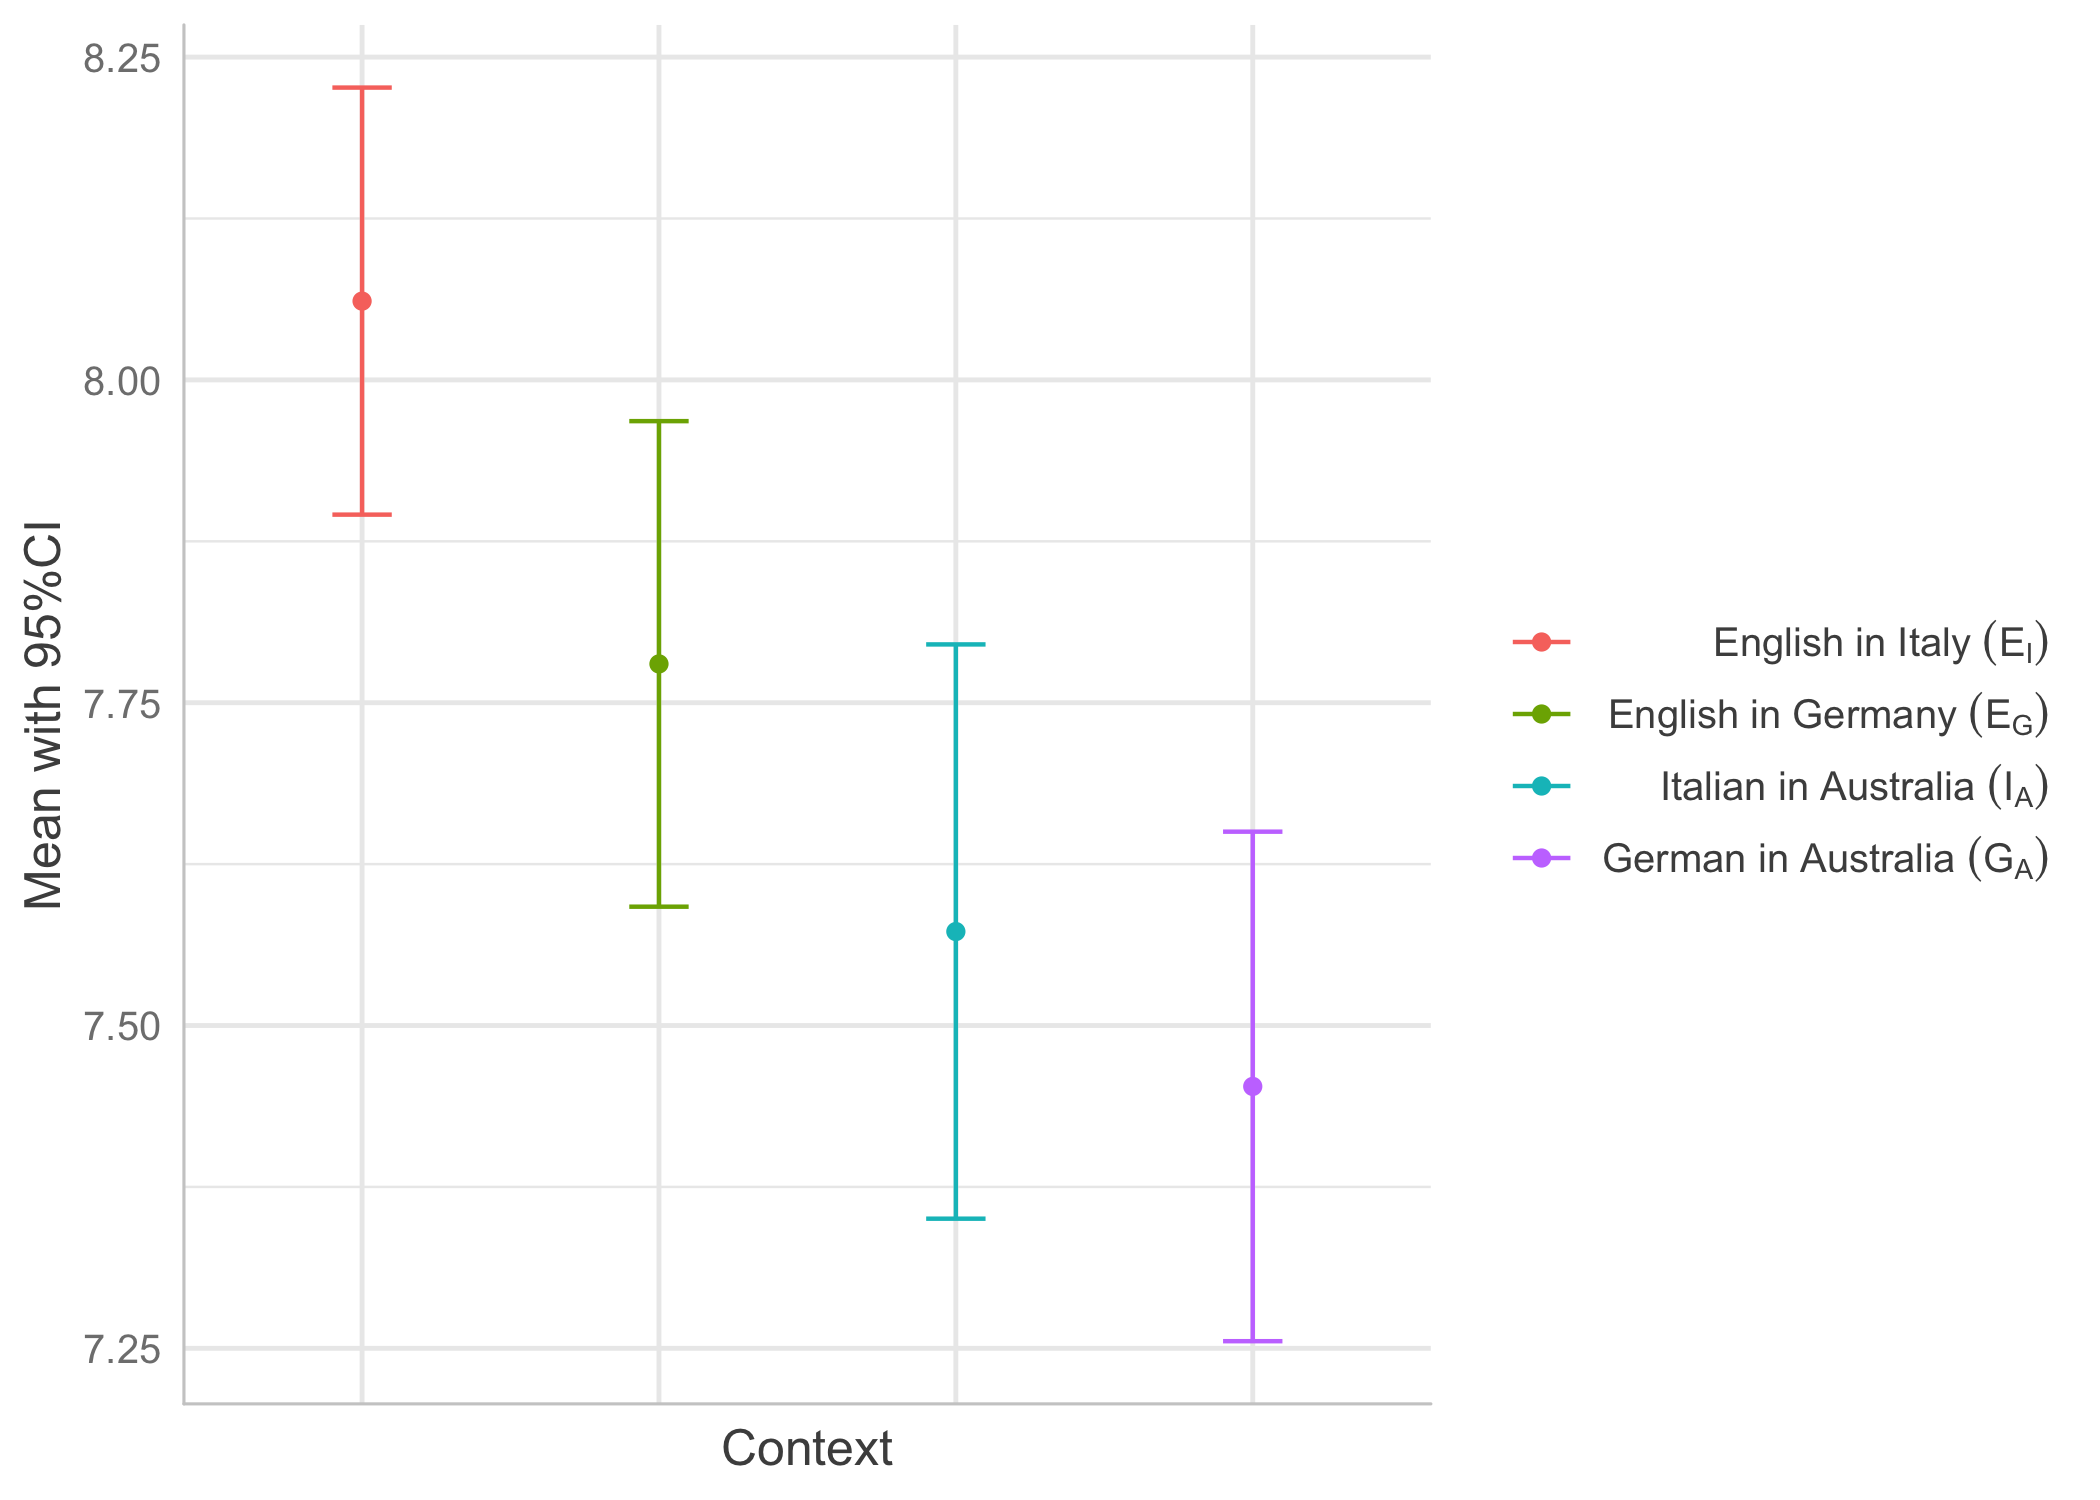 8.25
8.00
7.75
7.50
7.25
Mean with 95%CI
Context
English in Italy (E_I)
English in Germany (E_G)
Italian in Australia (I_A)
German in Australia (G_A)